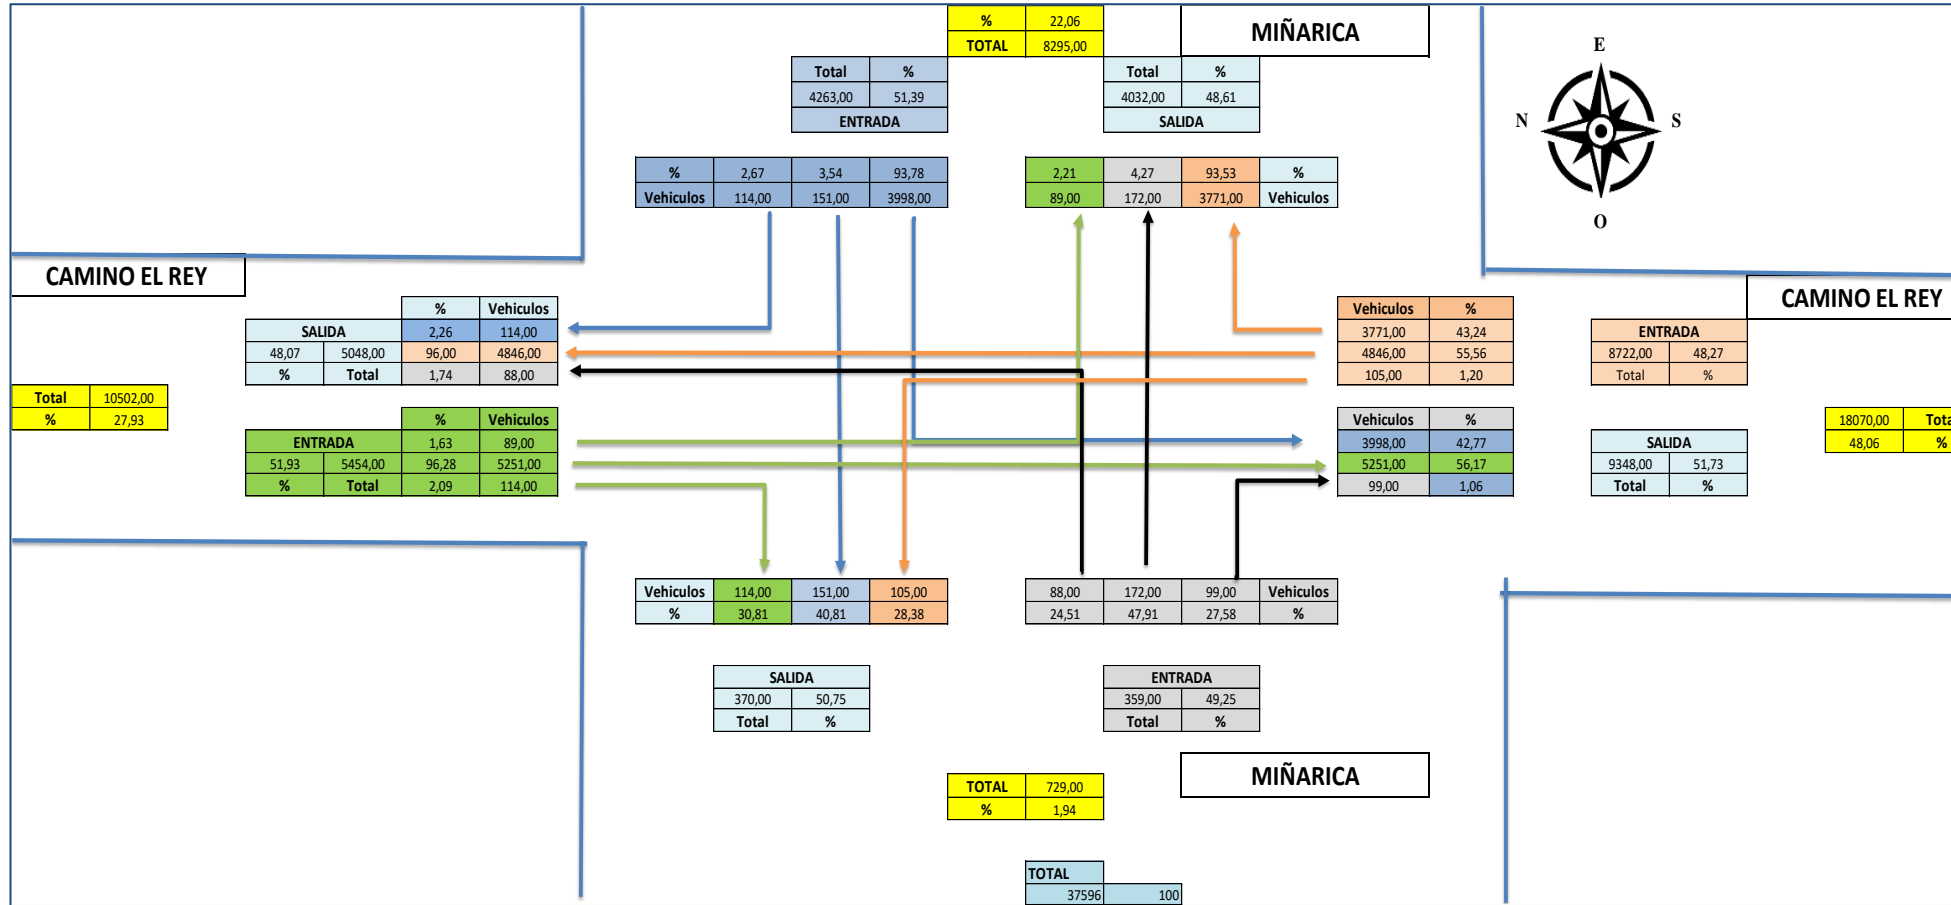 % 22,06
TOTAL 8295,00
MIÑARICA
Total %
4263,00 51,39
ENTRADA
Total %
4032,00 48,61
SALIDA
E
N S
O
% 2,67 3,54 93,78
Vehiculos 114,00 151,00 3998,00
2,21 4,27 93,53 %
89,00 172,00 3771,00 Vehiculos
CAMINO EL REY
CAMINO EL REY
% Vehiculos
SALIDA 2,26 114,00
48,07 5048,00 96,00 4846,00
% Total 1,74 88,00
Vehiculos %
3771,00 43,24
4846,00 55,56
105,00 1,20
ENTRADA
8722,00 48,27
Total %
Total 10502,00
% 27,93
% Vehiculos
ENTRADA 1,63 89,00
51,93 5454,00 96,28 5251,00
% Total 2,09 114,00
Vehiculos %
3998,00 42,77
5251,00 56,17
99,00 1,06
SALIDA
9348,00 51,73
Total %
18070,00 Tota
48,06 %
Vehiculos 114,00 151,00 105,00
% 30,81 40,81 28,38
88,00 172,00 99,00 Vehiculos
24,51 47,91 27,58 %
SALIDA
370,00 50,75
Total %
ENTRADA
359,00 49,25
Total %
MIÑARICA
TOTAL 729,00
% 1,94
TOTAL
37596 100